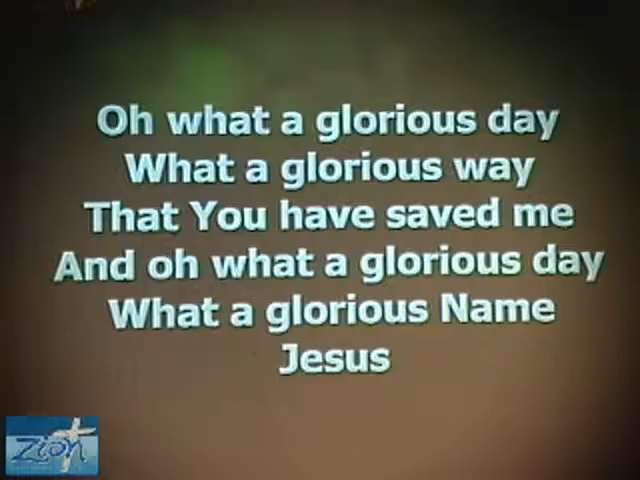 Oh what a glorious day
What a glorious way
That You have saved me
And oh what a glorious day
What a glorious Name
Jesus
Zion